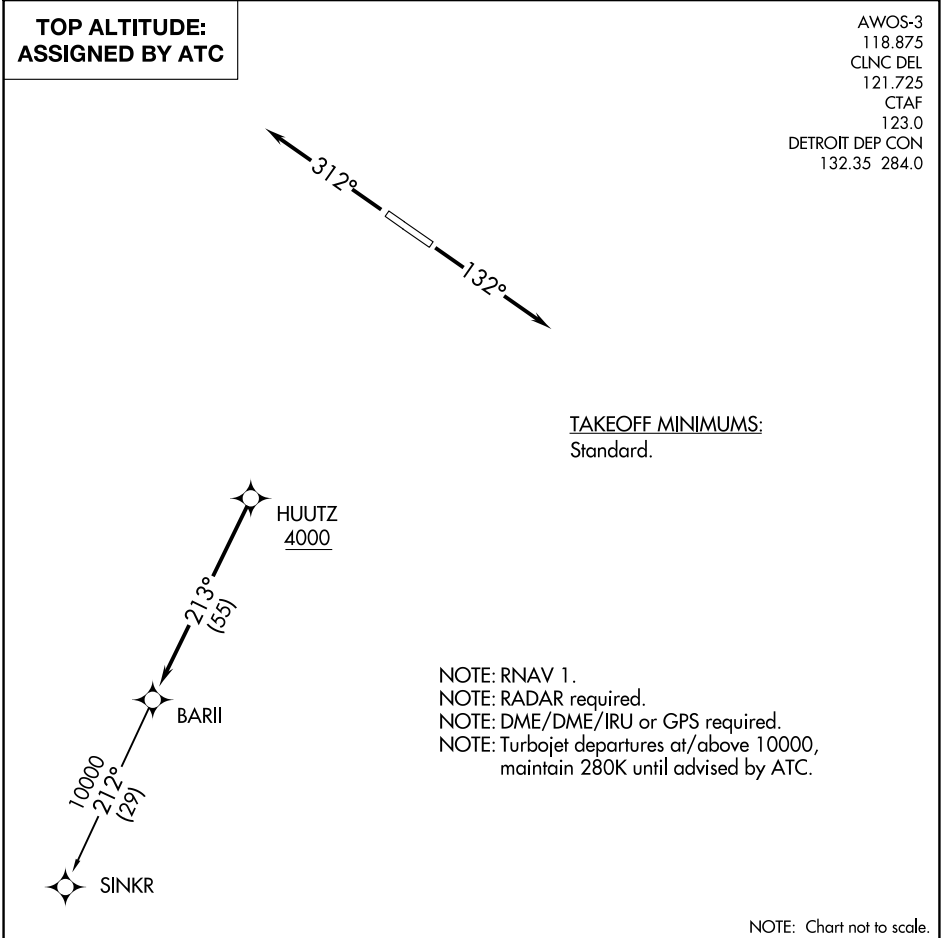 TOP ALTITUDE:
ASSIGNED BY ATC
AWOS-3
118.875
CLNC DEL
121.725
CTAF
123.0
DETROIT DEP CON
132.35 284.0
312°
132°
TAKEOFF MINIMUMS:
Standard.
HUUTZ
4000
213°
(55)
BARII
10000
212°
(29)
SINKR
NOTE: RNAV 1.
NOTE: RADAR required.
NOTE: DME/DME/IRU or GPS required.
NOTE: Turbojet departures at/above 10000,
maintain 280K until advised by ATC.
NOTE: Chart not to scale.